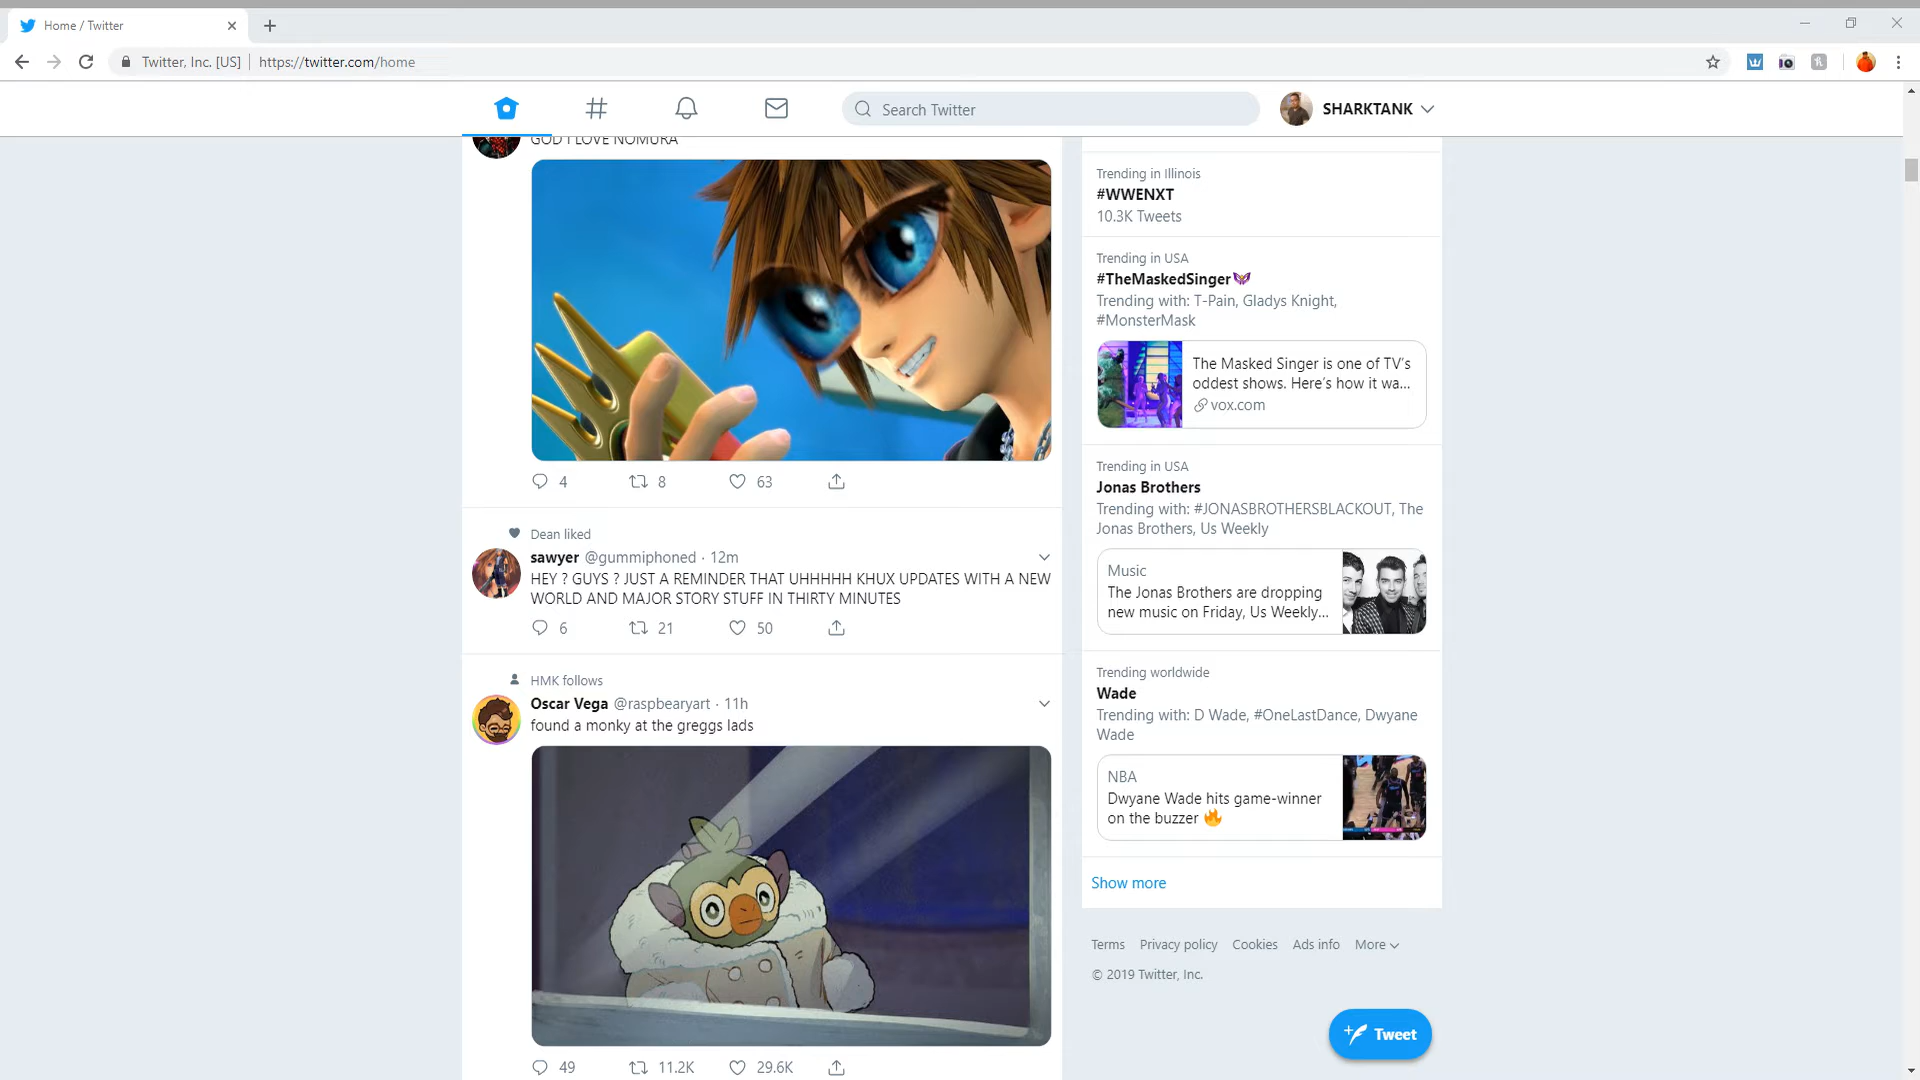 Home / Twitter
Twitter, Inc. [US]
https://twitter.com/home
Search Twitter
SHARKTANK
GOD I LOVE NOMURA
4
8
63
Dean liked
sawyer @gummiphoned · 12m
HEY ? GUYS ? JUST A REMINDER THAT UHHHHH KHUX UPDATES WITH A NEW
WORLD AND MAJOR STORY STUFF IN THIRTY MINUTES
6
21
50
HMK follows
Oscar Vega @raspbearyart · 11h
found a monky at the greggs lads
49
11.2K
29.6K
Trending in Illinois
#WWENXT
10.3K Tweets
Trending in USA
#TheMaskedSinger
Trending with: T-Pain, Gladys Knight,
#MonsterMask
The Masked Singer is one of TV's
oddest shows. Here's how it wa...
vox.com
Trending in USA
Jonas Brothers
Trending with: #JONASBROTHERSBLACKOUT, The
Jonas Brothers, Us Weekly
Music
The Jonas Brothers are dropping
new music on Friday, Us Weekly...
Trending worldwide
Wade
Trending with: D Wade, #OneLastDance, Dwyane
Wade
NBA
Dwyane Wade hits game-winner
on the buzzer 🔥
Show more
Terms Privacy policy Cookies Ads info More
© 2019 Twitter, Inc.
Tweet